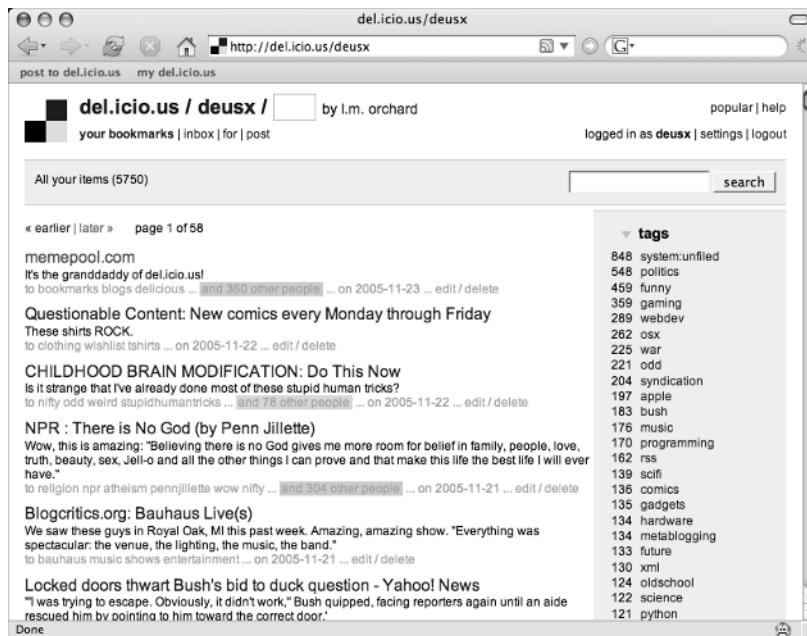 del.icio.us/deusx
http://del.icio.us/deusx
G
post to del.icio.us my del.icio.us
del.icio.us / deusx / by l.m. orchard
popular | help
your bookmarks | inbox | for | post
logged in as deusx | settings | logout
All your items (5750)
search
« earlier | later » page 1 of 58
memepool.com
It's the granddaddy of del.icio.us!
to bookmarks blogs delicious ... and 360 other people ... on 2005-11-23 ... edit / delete
Questionable Content: New comics every Monday through Friday
These shirts ROCK.
to clothing wishlist tshirts ... on 2005-11-22 ... edit / delete
CHILDHOOD BRAIN MODIFICATION: Do This Now
Is it strange that I've already done most of these stupid human tricks?
to nifty odd weird stupidhumantricks ... and 78 other people ... on 2005-11-22 ... edit / delete
NPR : There is No God (by Penn Jillette)
Wow, this is amazing: "Believing there is no God gives me more room for belief in family, people, love,
truth, beauty, sex, Jell-o and all the other things I can prove and that make this life the best life I will ever
have."
to religion npr atheism pennjillette wow nifty ... and 304 other people ... on 2005-11-21 ... edit / delete
Blogcritics.org: Bauhaus Live(s)
We saw these guys in Royal Oak, MI this past week. Amazing, amazing show. "Everything was
spectacular: the venue, the lighting, the music, the band."
to bauhaus music shows entertainment ... on 2005-11-21 ... edit / delete
Locked doors thwart Bush's bid to duck question - Yahoo! News
"'I was trying to escape. Obviously, it didn't work,'' Bush quipped, facing reporters again until an aide
rescued him by pointing to him toward the correct door.'
tags
848 system:unfiled
548 politics
459 funny
359 gaming
289 webdev
262 osx
225 war
221 odd
204 syndication
197 apple
183 bush
176 music
170 programming
162 rss
139 scifi
136 comics
135 gadgets
134 hardware
134 metablogging
133 future
130 xml
124 oldschool
122 science
121 python
Done